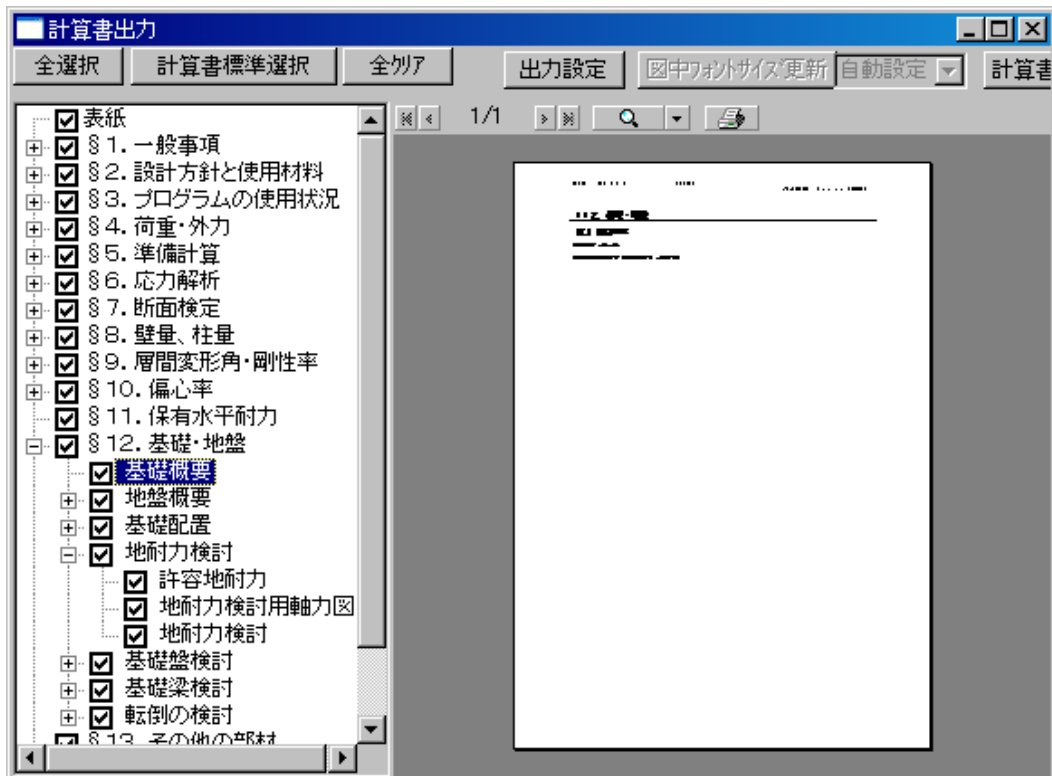 計算書出力
全選択 計算書標準選択 全クリア 出力設定 図中フォントサイズ更新 自動設定 計算書
1/1
表紙
§1. 一般事項
§2. 設計方針と使用材料
§3. プログラムの使用状況
§4. 荷重・外力
§5. 準備計算
§6. 応力解析
§7. 断面検定
§8. 壁量、柱量
§9. 層間変形角・剛性率
§10. 偏心率
§11. 保有水平耐力
§12. 基礎・地盤
基礎概要
地盤概要
基礎配置
地耐力検討
許容地耐力
地耐力検討用軸力図
地耐力検討
基礎盤検討
基礎梁検討
転倒の検討
§13. その他の部材